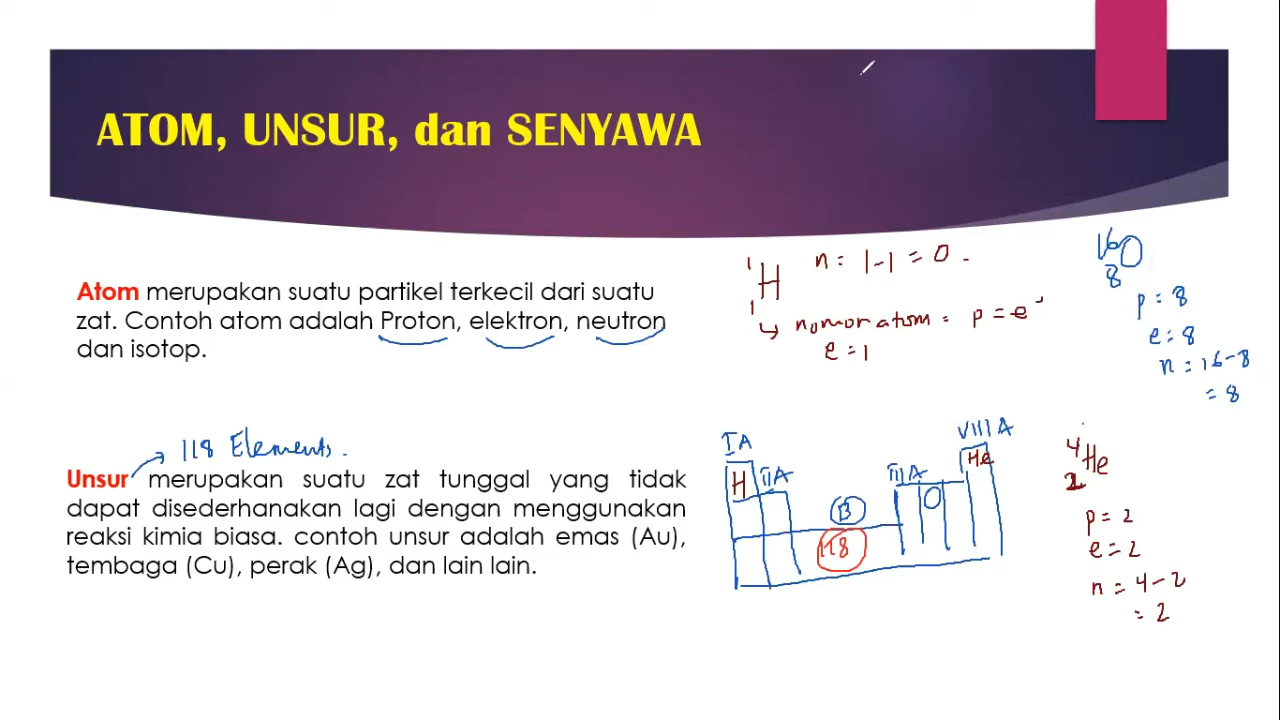 ATOM, UNSUR, dan SENYAWA
Atom merupakan suatu partikel terkecil dari suatu
zat. Contoh atom adalah Proton, elektron, neutron
dan isotop.
118 Elements.
Unsur merupakan suatu zat tunggal yang tidak
dapat disederhanakan lagi dengan menggunakan
reaksi kimia biasa. contoh unsur adalah emas (Au),
tembaga (Cu), perak (Ag), dan lain lain.
1
H
1
n = 1-1 = 0.
↳ nomor atom = p = e⁻
e = 1
16
O
8
p = 8
e = 8
n = 16-8
= 8
IA
IIA
IIIA
VIIIA
H
He
O
B
118
4
He
2
p = 2
e = 2
n = 4-2
= 2